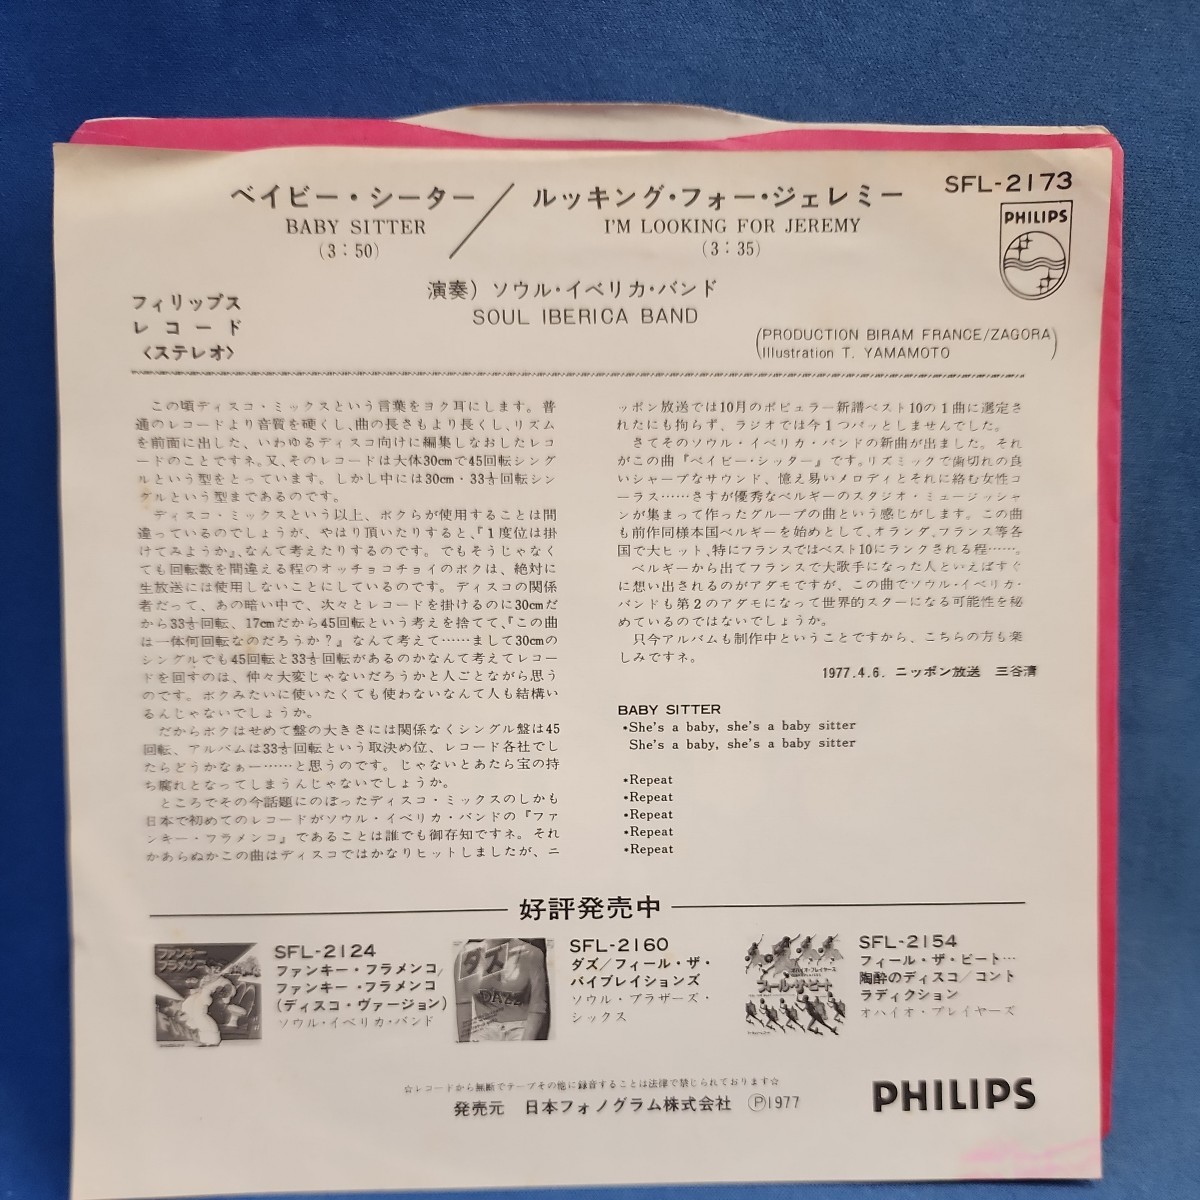 ベイビー・シーター／ルッキング・フォー・ジェレミー
SFL-2173
BABY SITTER
I'M LOOKING FOR JEREMY
(3:50)
(3:35)
PHILIPS
演奏) ソウル・イベリカ・バンド
SOUL IBERICA BAND
フィリップス
レコード
〈ステレオ〉
(PRODUCTION BIRAM FRANCE/ZAGORA
Illustration T. YAMAMOTO)
この頃ディスコ・ミックスという言葉をヨク耳にします。普
通のレコードより音質を硬くし、曲の長さもより長くし、リズム
を前面に出した、いわゆるディスコ向けに編集しなおしたレコ
ードのことですネ。又、そのレコードは大体30cmで45回転シング
ルという型をとっています。しかし中には30cm・33⅓回転シン
グルという型まであるのです。
ディスコ・ミックスという以上、ボクらが使用することは間
違っているのでしょうが、やはり頂いたりすると、『1度位は掛
けてみようか』、なんて考えたりするのです。でもそうじゃなく
ても回転数を間違える程のオッチョコチョイのボクは、絶対に
生放送には使用しないことにしているのです。ディスコの関係
者だって、あの暗い中で、次々とレコードを掛けるのに30cmだ
から33⅓回転、17cmだから45回転という考えを捨てて、『この曲
は一体何回転なのだろうか？』なんて考えて……まして30cmの
シングルでも45回転と33⅓回転があるのかなんて考えてレコー
ドを回すのは、仲々大変じゃないだろうかと人ごとながら思う
のです。ボクみたいに使いたくても使わないなんて人も結構い
るんじゃないでしょうか。
だからボクはせめて盤の大きさには関係なくシングル盤は45
回転、アルバムは33⅓回転という取決め位、レコード各社でし
たらどうかなぁー……と思うのです。じゃないとあたら宝の持
ち腐れとなってしまうんじゃないでしょうか。
ところでその今話題にのぼったディスコ・ミックスのしかも
日本で初めてのレコードがソウル・イベリカ・バンドの『ファ
ンキー・フラメンコ』であることは誰でも御存知ですネ。それ
かあらぬかこの曲はディスコではかなりヒットしましたが、ニ
ッポン放送では10月のポピュラー新譜ベスト10の1曲に選定さ
れたにも拘らず、ラジオでは今1つパッとしませんでした。
さてそのソウル・イベリカ・バンドの新曲が出ました。それ
がこの曲『ベイビー・シッター』です。リズミックで歯切れの良
いシャープなサウンド、憶え易いメロディとそれに絡む女性コ
ーラス……さすが優秀なベルギーのスタジオ・ミュージッシャ
ンが集まって作ったグループの曲という感じがします。この曲
も前作同様本国ベルギーを始めとして、オランダ、フランス等各
国で大ヒット、特にフランスではベスト10にランクされる程……。
ベルギーから出てフランスで大歌手になった人といえばすぐ
に想い出されるのがアダモですが、この曲でソウル・イベリカ・
バンドも第2のアダモになって世界的スターになる可能性を秘
めているのではないでしょうか。
只今アルバムも制作中ということですから、こちらの方も楽
しみですネ。
1977.4.6. ニッポン放送 三谷清
BABY SITTER
*She's a baby, she's a baby sitter
She's a baby, she's a baby sitter
*Repeat
*Repeat
*Repeat
*Repeat
*Repeat
好評発売中
ファンキー
フラメンコ
SFL-2124
ファンキー・フラメンコ/
ファンキー・フラメンコ
(ディスコ・ヴァージョン)
ソウル・イベリカ・バンド
ダズ
DAZZ
SFL-2160
ダズ／フィール・ザ・
バイブレイションズ
ソウル・ブラザーズ・
シックス
オハイオ・プレイヤーズ
フィール・ザ・ビート
SFL-2154
フィール・ザ・ビート…
陶酔のディスコ／コント
ラディクション
オハイオ・プレイヤーズ
☆レコードから無断でテープその他に録音することは法律で禁じられております☆
発売元 日本フォノグラム株式会社 Ⓟ1977
PHILIPS